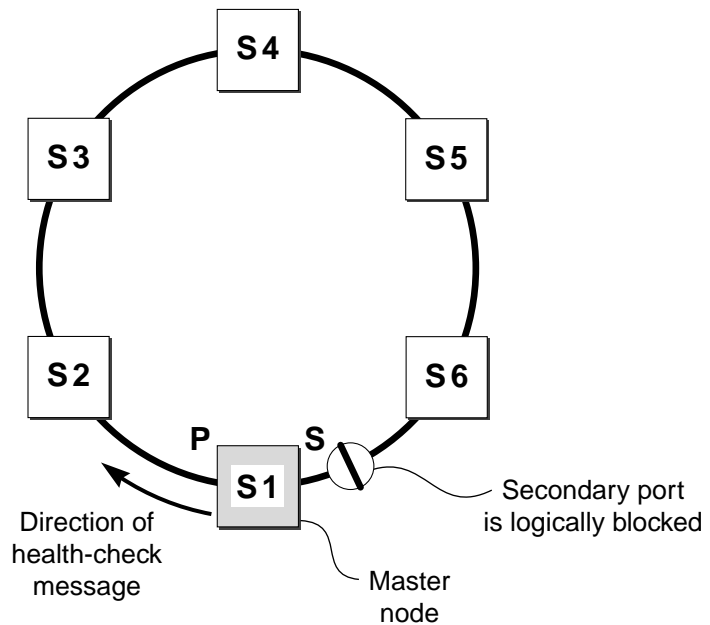 S4
S3
S5
S2
S6
P
S
S1
Secondary port
is logically blocked
Direction of
health-check
message
Master
node